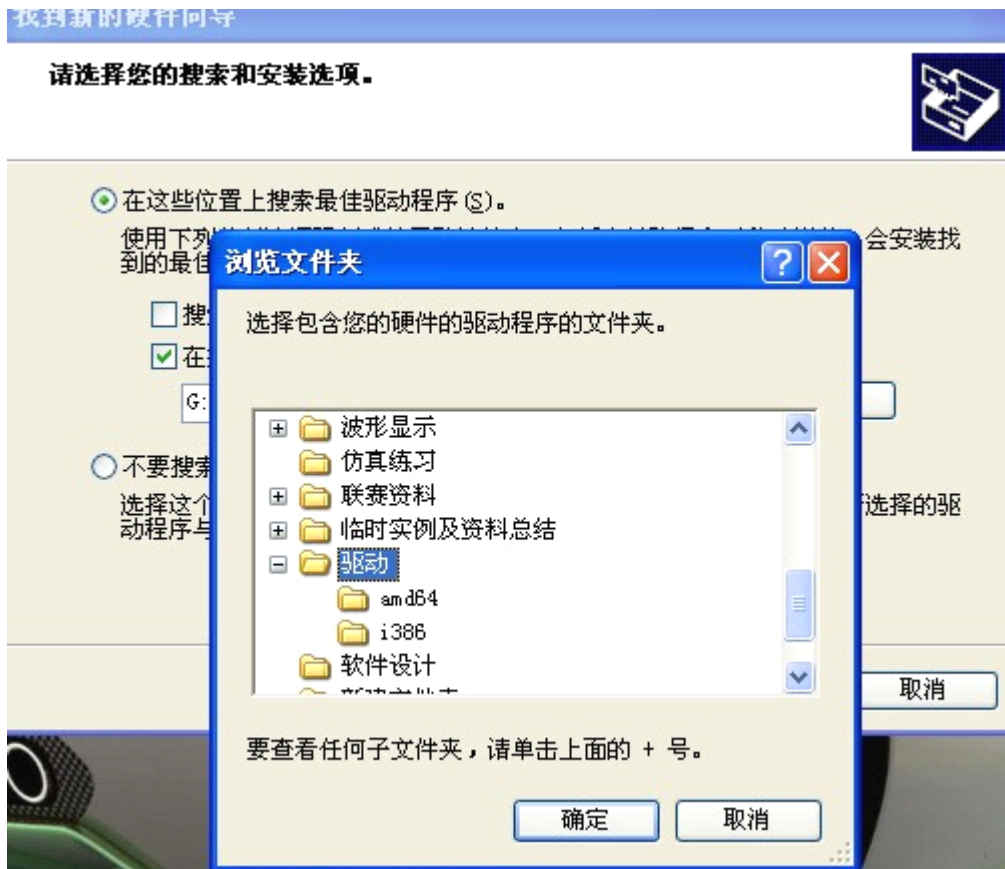 找到新的硬件向导
请选择您的搜索和安装选项。
在这些位置上搜索最佳驱动程序(S)。
使用下列
会安装找
到的最佳
浏览文件夹
选择包含您的硬件的驱动程序的文件夹。
搜
在
G:
波形显示
仿真练习
联赛资料
临时实例及资料总结
驱动
amd64
i386
软件设计
不要搜索
选择这个
选择的驱
动程序与
取消
要查看任何子文件夹，请单击上面的 + 号。
确定
取消